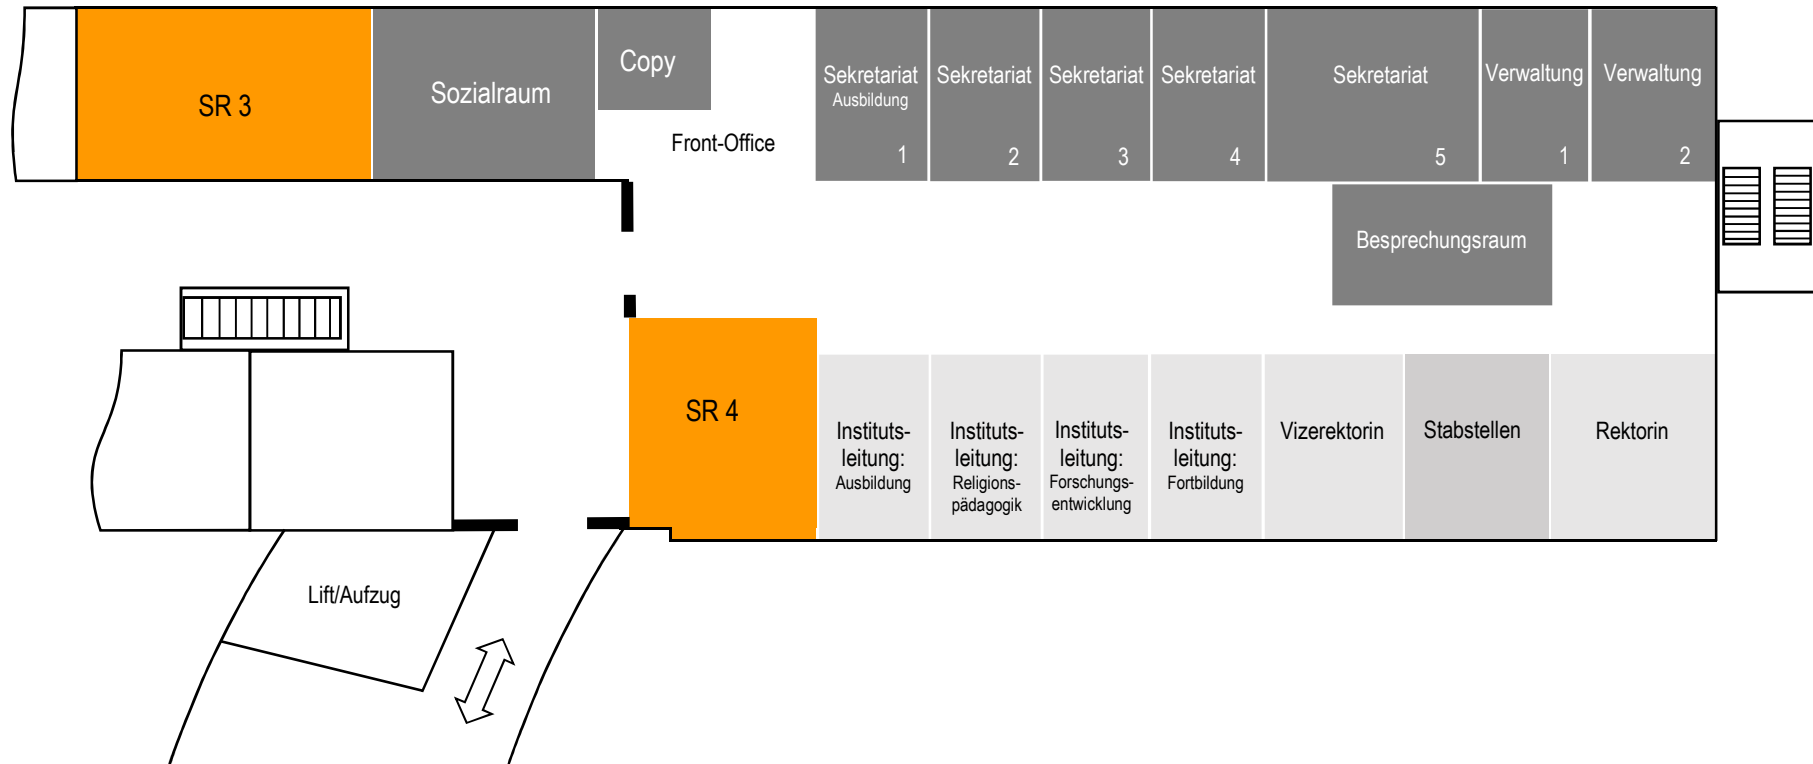 SR 3
Sozialraum
Copy
Front-Office
Sekretariat
Ausbildung
1
Sekretariat
2
Sekretariat
3
Sekretariat
4
Sekretariat
5
Verwaltung
1
Verwaltung
2
Besprechungsraum
SR 4
Instituts-
leitung:
Ausbildung
Instituts-
leitung:
Religions-
pädagogik
Instituts-
leitung:
Forschungs-
entwicklung
Instituts-
leitung:
Fortbildung
Vizerektorin
Stabstellen
Rektorin
Lift/Aufzug